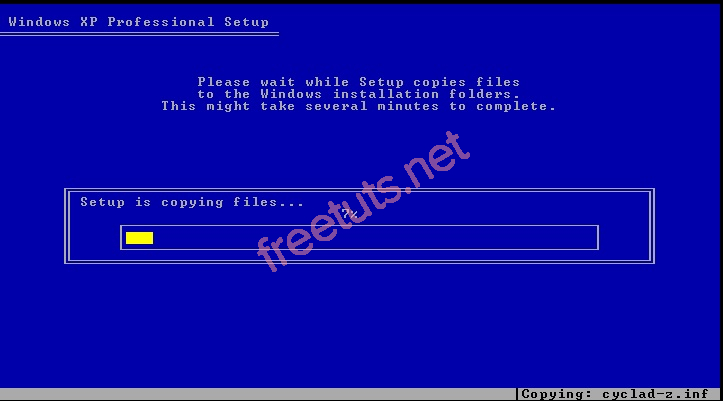 Windows XP Professional Setup
Please wait while Setup copies files
to the Windows installation folders.
This might take several minutes to complete.
Setup is copying files...
7%
freetuts.net
Copying: cyclad-z.inf